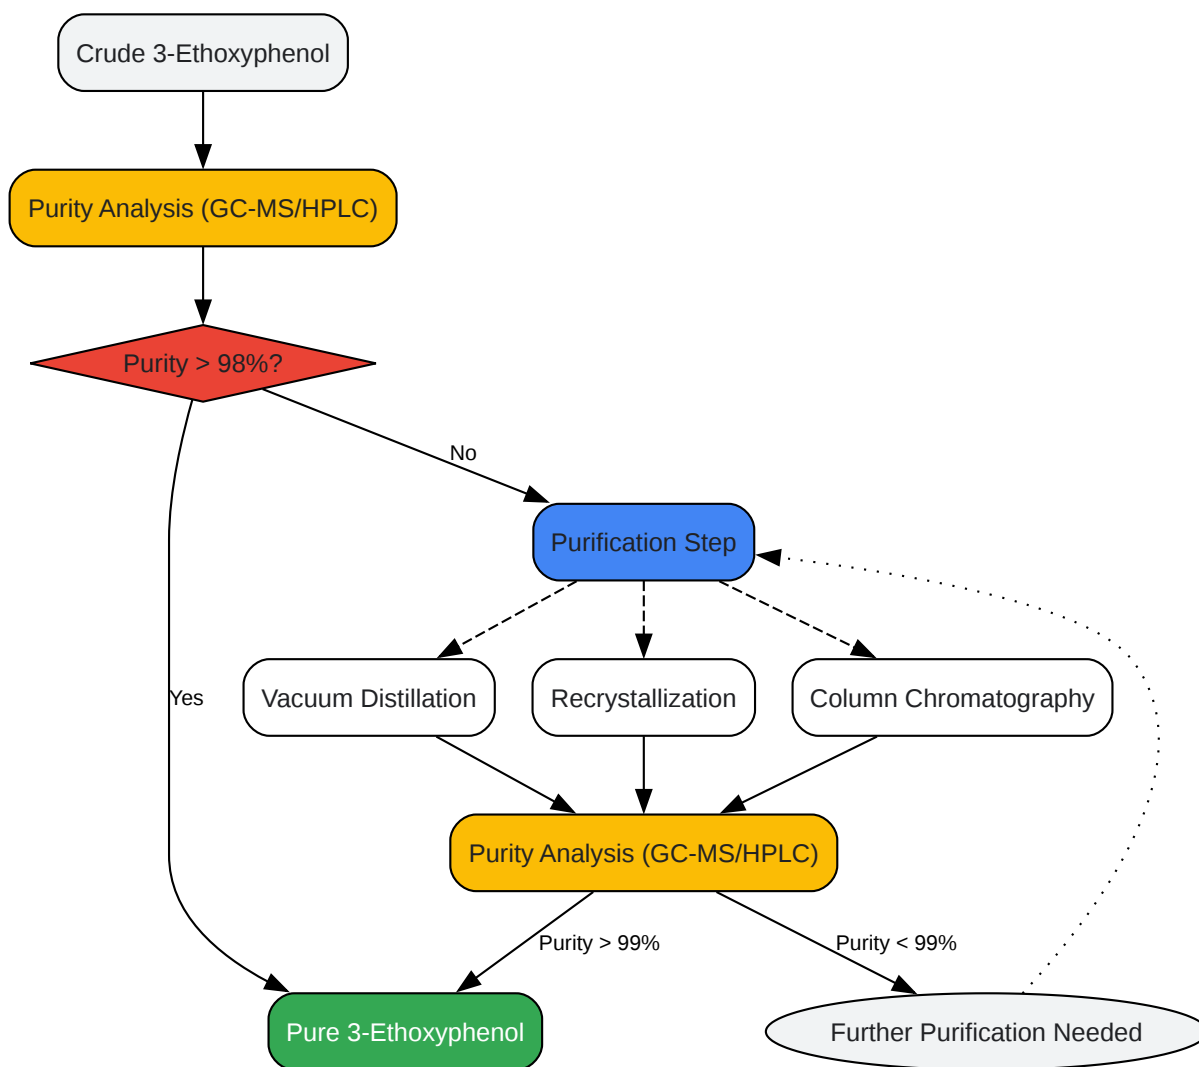 Crude 3-Ethoxyphenol
Purity Analysis (GC-MS/HPLC)
Purity > 98%?
No
Purification Step
Yes
Vacuum Distillation
Recrystallization
Column Chromatography
Purity Analysis (GC-MS/HPLC)
Purity > 99%
Purity < 99%
Pure 3-Ethoxyphenol
Further Purification Needed